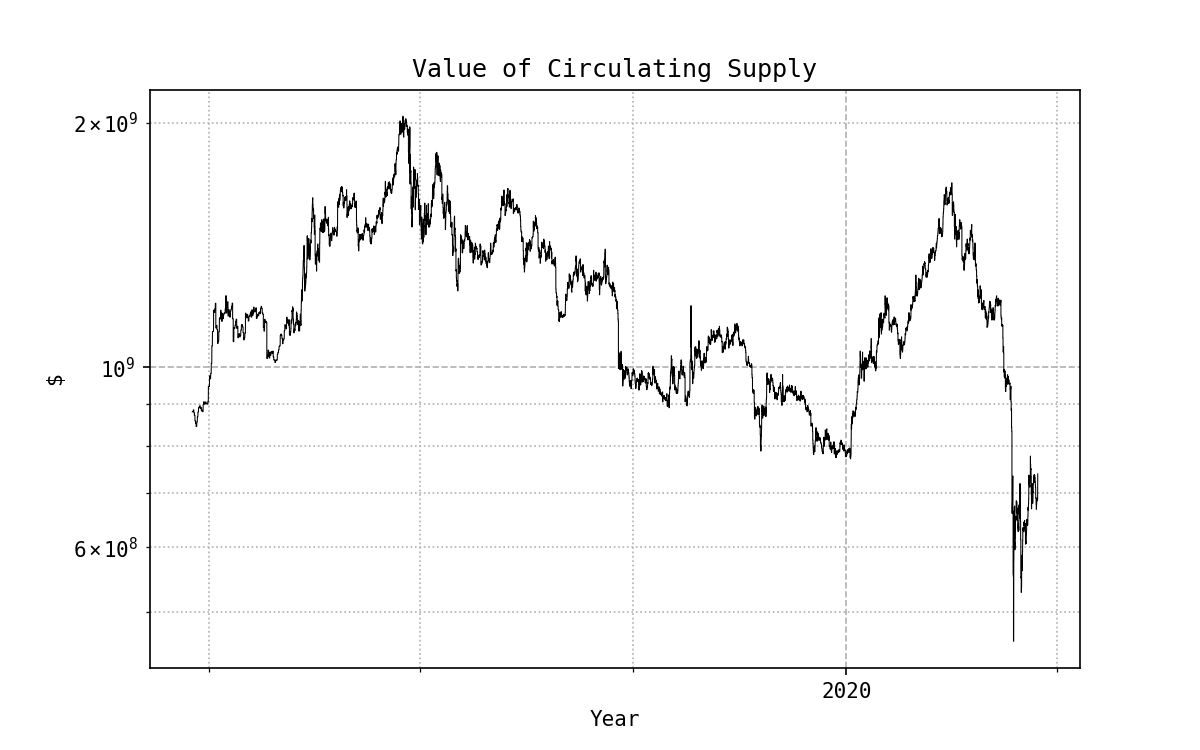 Value of Circulating Supply
2×10⁹
10⁹
6×10⁸
$
2020
Year